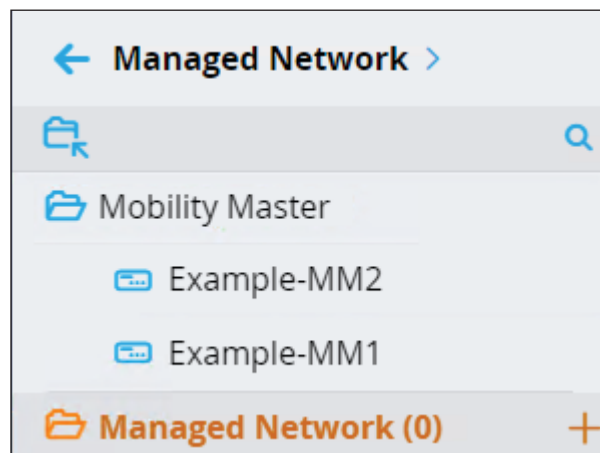 Managed Network
Mobility Master
Example-MM2
Example-MM1
Managed Network (0)